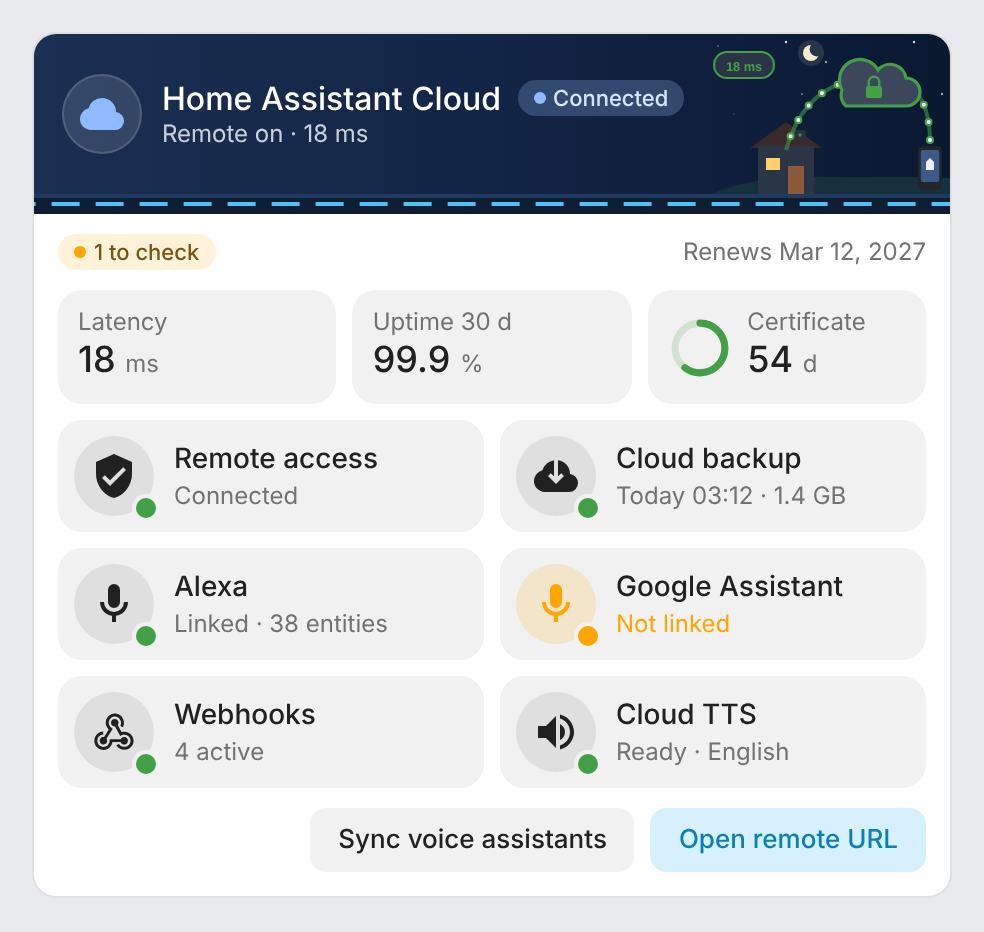 Home Assistant Cloud
Connected
Remote on · 18 ms
18 ms
1 to check
Renews Mar 12, 2027
Latency
18 ms
Uptime 30 d
99.9 %
Certificate
54 d
Remote access
Connected
Cloud backup
Today 03:12 · 1.4 GB
Alexa
Linked · 38 entities
Google Assistant
Not linked
Webhooks
4 active
Cloud TTS
Ready · English
Sync voice assistants
Open remote URL